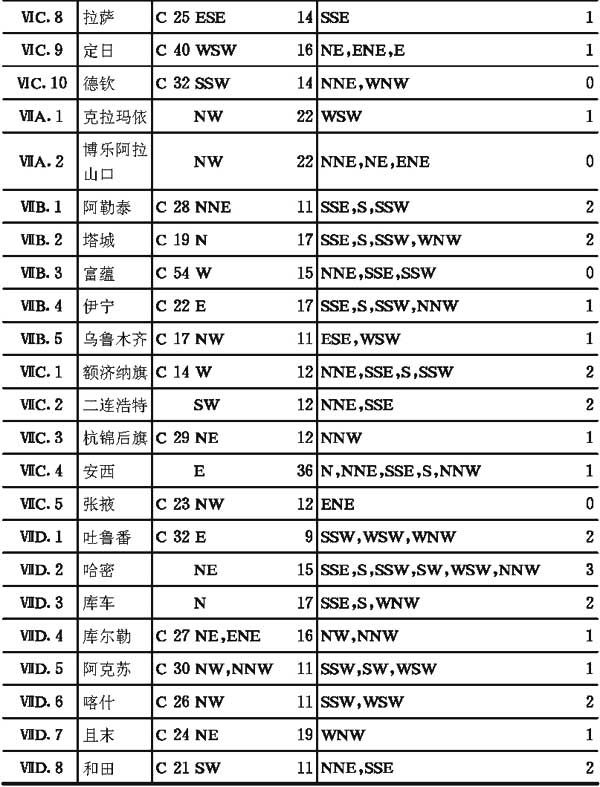 ⅥC. 8 拉萨 C 25 ESE 14 SSE 1
ⅥC. 9 定日 C 40 WSW 16 NE,ENE,E 1
ⅥC. 10 德钦 C 32 SSW 14 NNE,WNW 0
ⅦA. 1 克拉玛依 NW 22 WSW 1
ⅦA. 2 博乐阿拉山口 NW 22 NNE,NE,ENE 0
ⅦB. 1 阿勒泰 C 28 NNE 11 SSE,S,SSW 2
ⅦB. 2 塔城 C 19 N 17 SSE,S,SSW,WNW 2
ⅦB. 3 富蕴 C 54 W 15 NNE,SSE,SSW 0
ⅦB. 4 伊宁 C 22 E 17 SSE,S,SSW,NNW 1
ⅦB. 5 乌鲁木齐 C 17 NW 11 ESE,WSW 1
ⅦC. 1 额济纳旗 C 14 W 12 NNE,SSE,S,SSW 2
ⅦC. 2 二连浩特 SW 12 NNE,SSE 2
ⅦC. 3 杭锦后旗 C 29 NE 12 NNW 1
ⅦC. 4 安西 E 36 N,NNE,SSE,S,NNW 1
ⅦC. 5 张掖 C 23 NW 12 ENE 0
ⅦD. 1 吐鲁番 C 32 E 9 SSW,WSW,WNW 2
ⅦD. 2 哈密 NE 15 SSE,S,SSW,SW,WSW,NNW 3
ⅦD. 3 库车 N 17 SSE,S,WNW 2
ⅦD. 4 库尔勒 C 27 NE,ENE 16 NW,NNW 1
ⅦD. 5 阿克苏 C 30 NW,NNW 11 SSW,SW,WSW 1
ⅦD. 6 喀什 C 26 NW 11 SSW,WSW 2
ⅦD. 7 且末 C 24 NE 19 WNW 1
ⅦD. 8 和田 C 21 SW 11 NNE,SSE 2